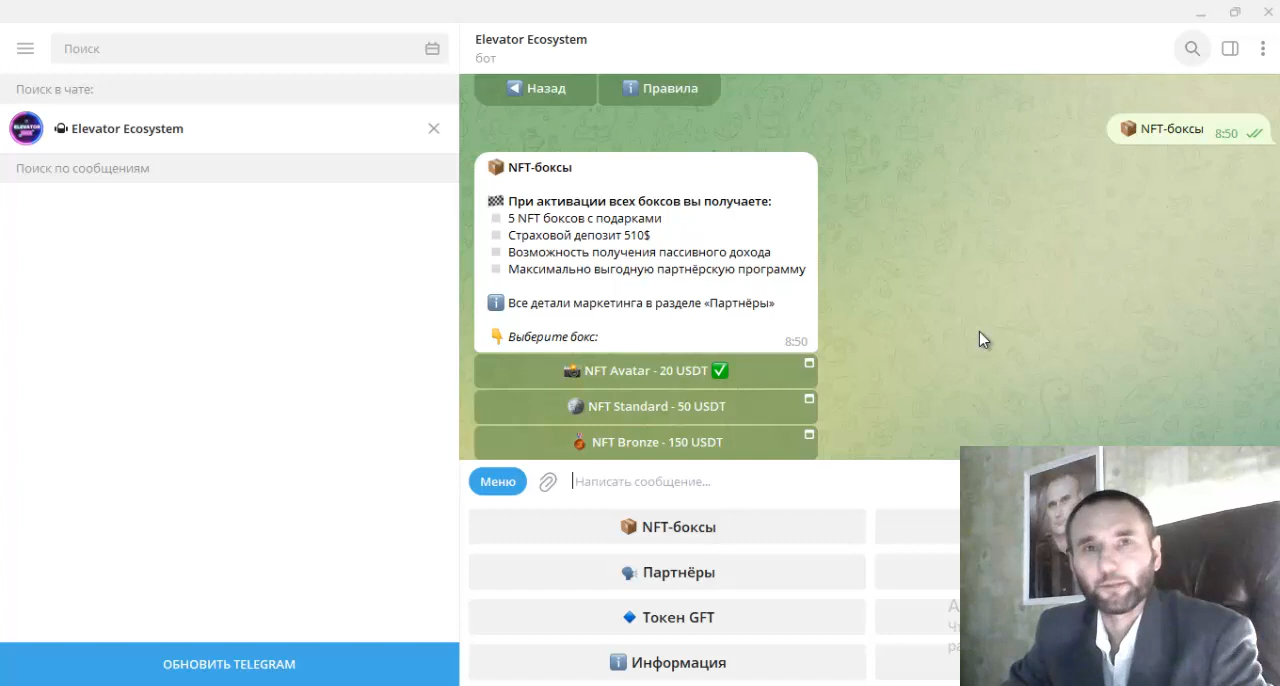 Поиск
Поиск в чате:
Elevator Ecosystem
Поиск по сообщениям
ОБНОВИТЬ TELEGRAM
Elevator Ecosystem
бот
Назад
Правила
NFT-боксы 8:50
NFT-боксы
При активации всех боксов вы получаете:
5 NFT боксов с подарками
Страховой депозит 510$
Возможность получения пассивного дохода
Максимально выгодную партнёрскую программу
Все детали маркетинга в разделе «Партнёры»
Выберите бокс:
8:50
NFT Avatar - 20 USDT
NFT Standard - 50 USDT
NFT Bronze - 150 USDT
Меню
Написать сообщение...
NFT-боксы
Партнёры
Токен GFT
Информация